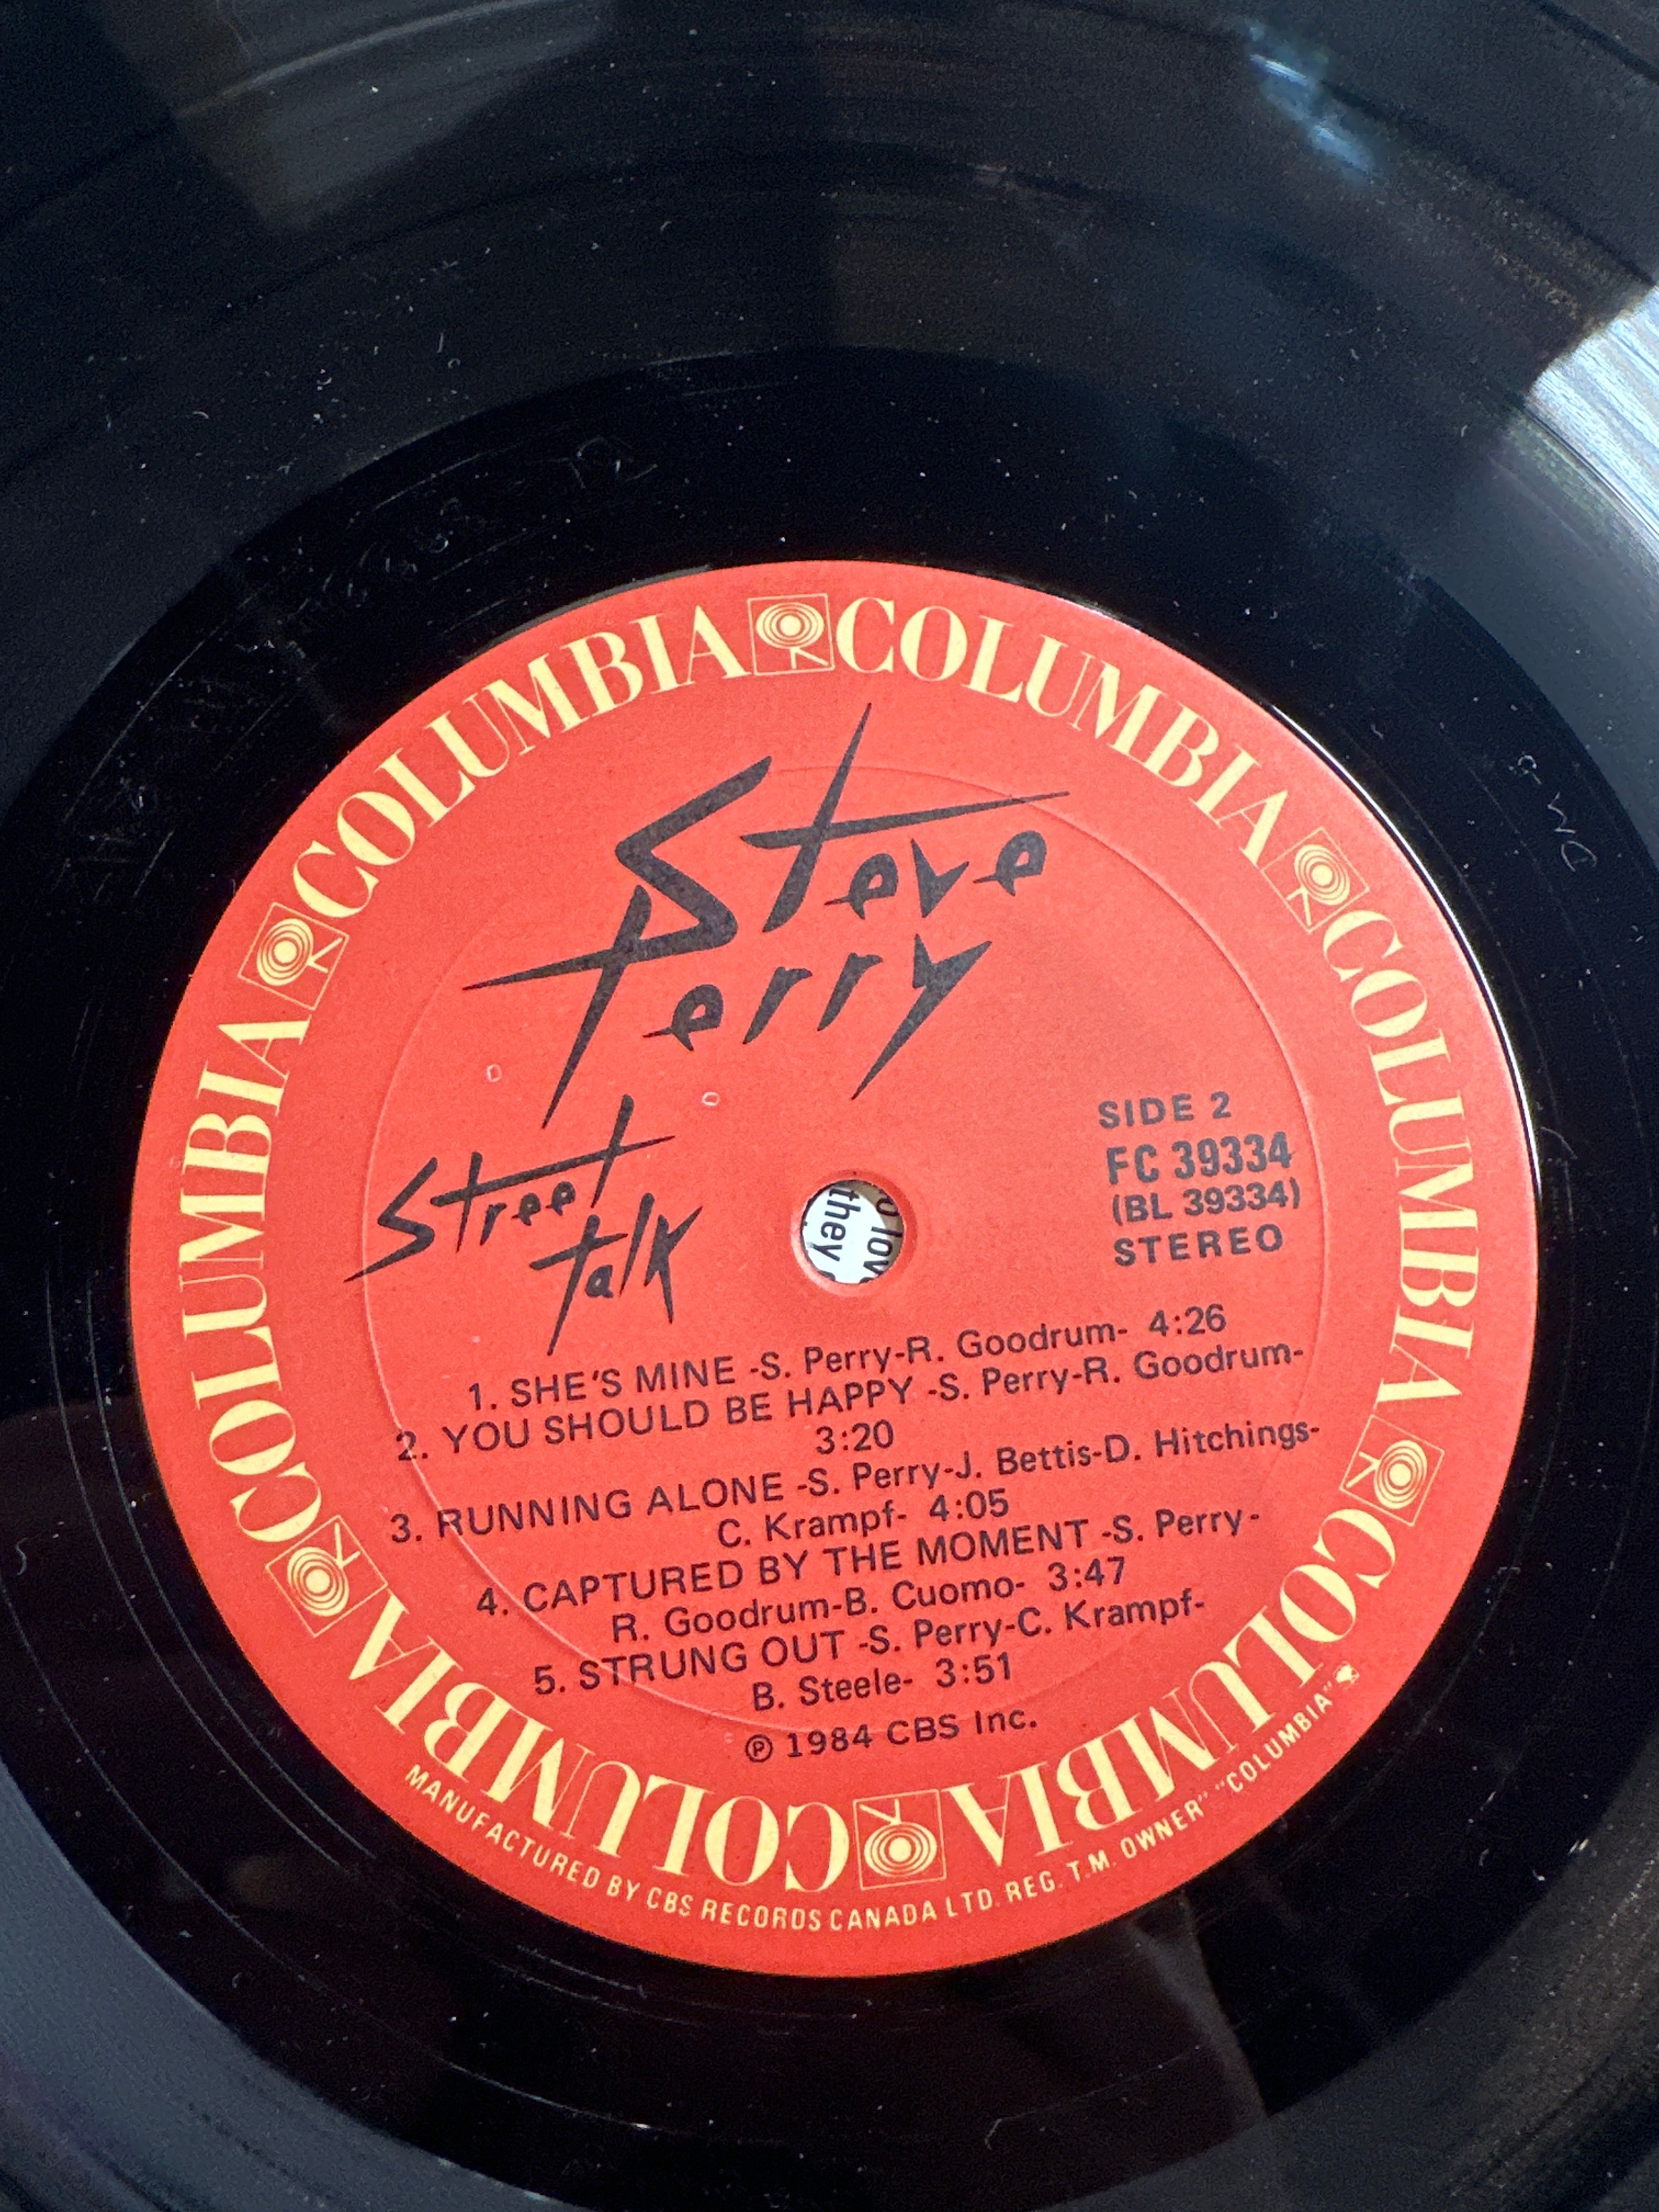 COLUMBIA COLUMBIA COLUMBIA COLUMBIA COLUMBIA COLUMBIA
Steve
Perry
Street
Talk
SIDE 2
FC 39334
(BL 39334)
STEREO
they
lov
1. SHE'S MINE -S. Perry-R. Goodrum- 4:26
2. YOU SHOULD BE HAPPY -S. Perry-R. Goodrum-
3:20
3. RUNNING ALONE -S. Perry-J. Bettis-D. Hitchings-
C. Krampf- 4:05
4. CAPTURED BY THE MOMENT -S. Perry-
R. Goodrum-B. Cuomo- 3:47
5. STRUNG OUT -S. Perry-C. Krampf-
B. Steele- 3:51
℗ 1984 CBS Inc.
MANUFACTURED BY CBS RECORDS CANADA LTD. REG. T.M. OWNER" "COLUMBIA"